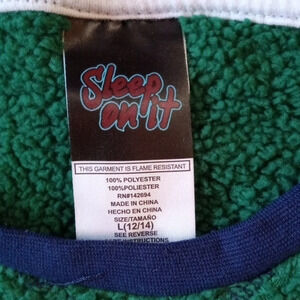 Sleep
on it
THIS GARMENT IS FLAME RESISTANT
100% POLYESTER
100%POLIESTER
RN#142694
MADE IN CHINA
HECHO EN CHINA
SIZE/TAMAÑO
L(12/14)
SEE REVERSE
INSTRUCTIONS